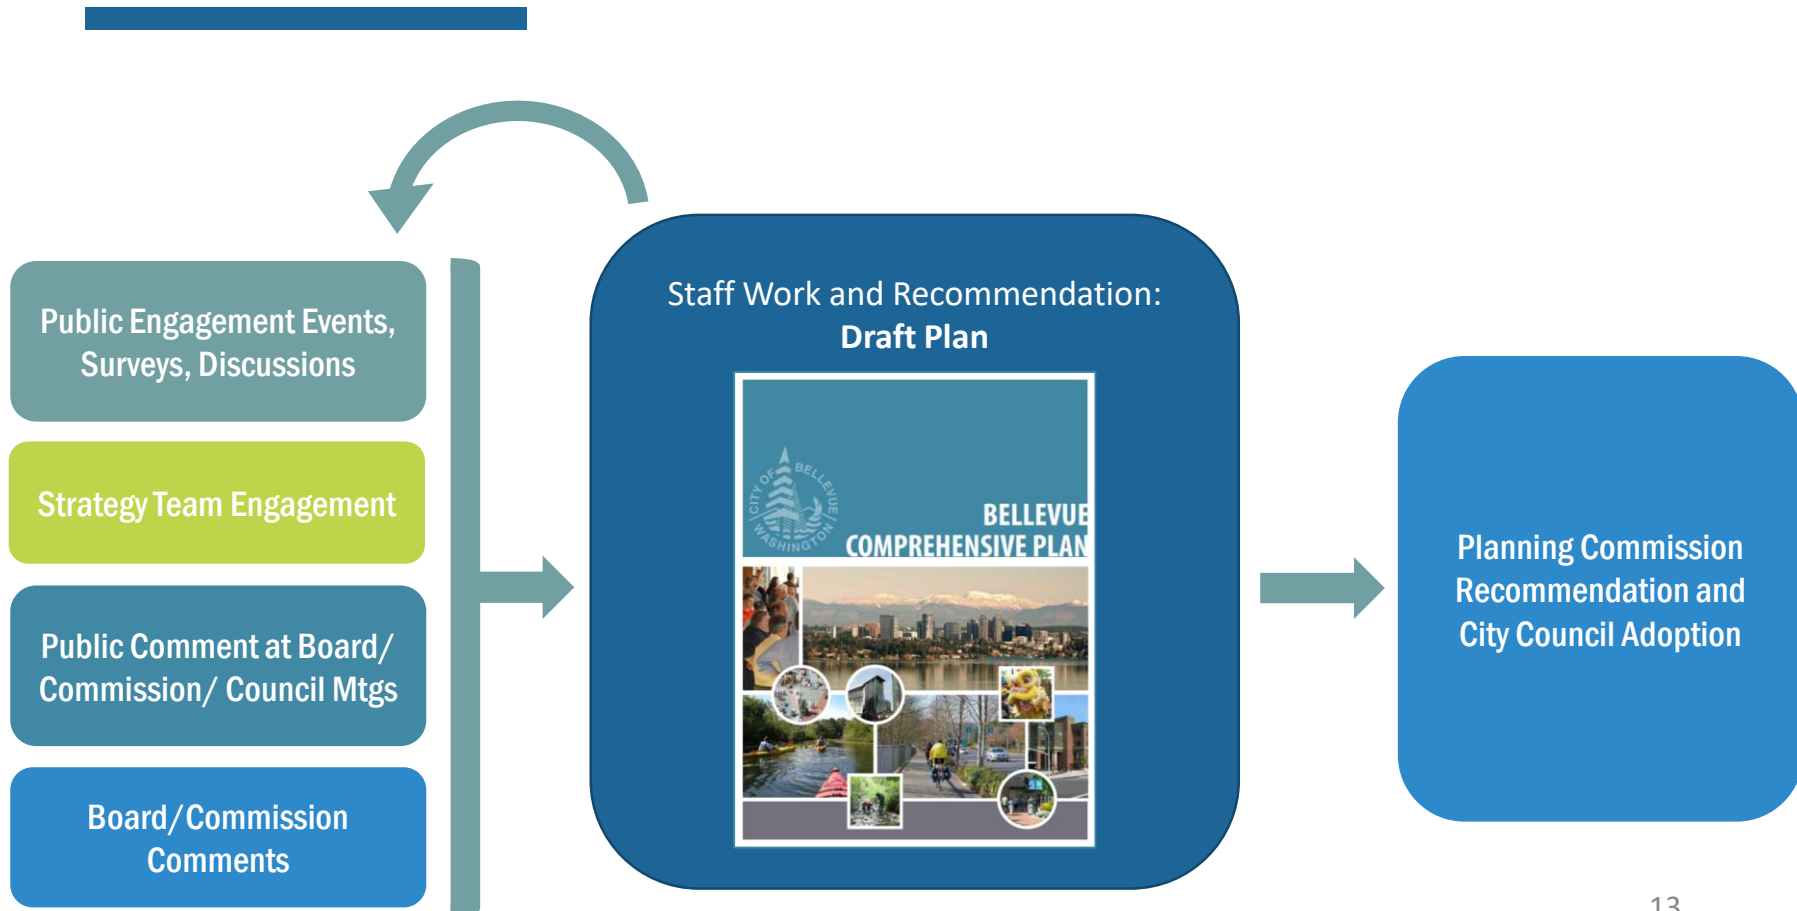 Public Engagement Events,
Surveys, Discussions
Strategy Team Engagement
Public Comment at Board/
Commission/ Council Mtgs
Board/Commission
Comments
Staff Work and Recommendation:
Draft Plan
CITY OF BELLEVUE
WASHINGTON
BELLEVUE
COMPREHENSIVE PLAN
Planning Commission
Recommendation and
City Council Adoption
13